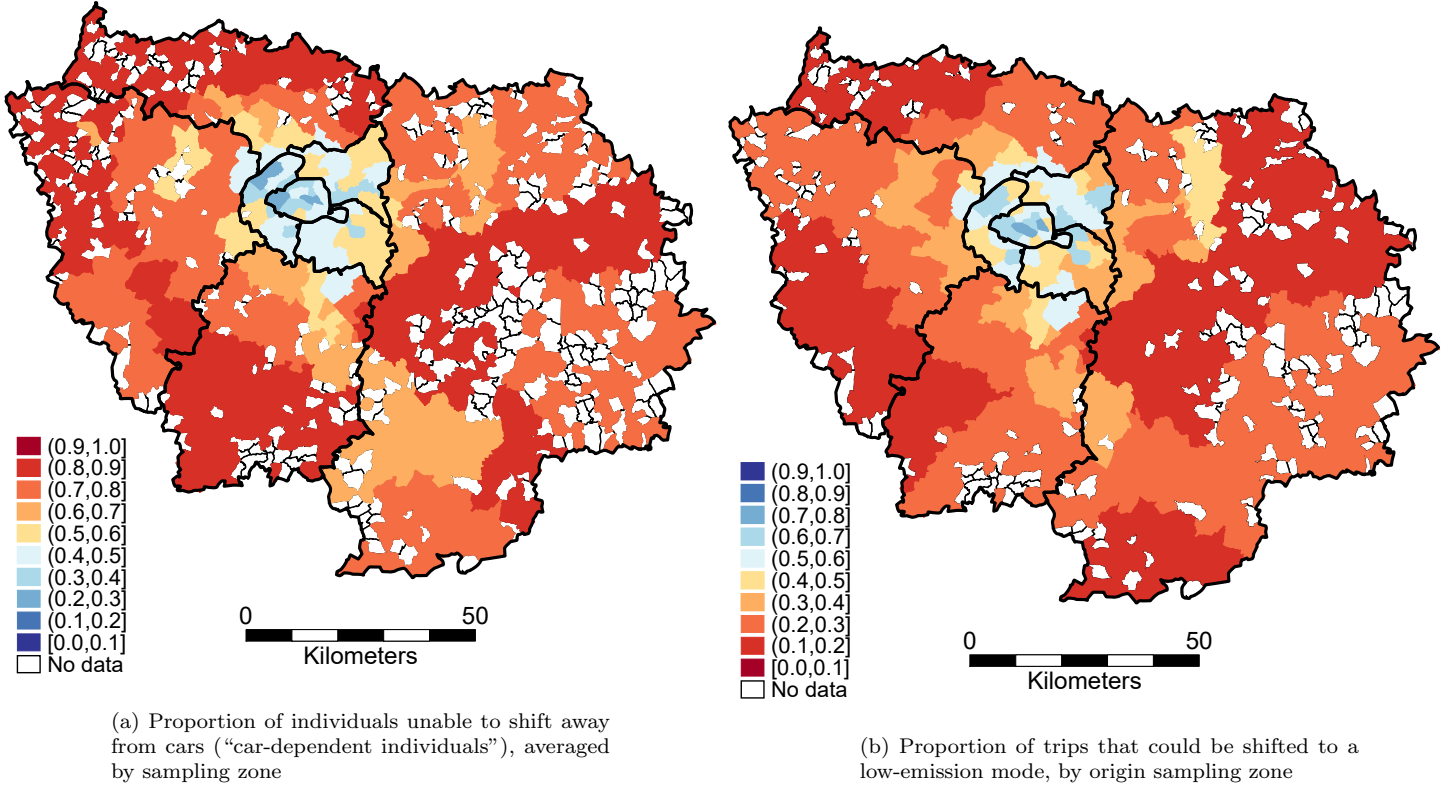 (0.9,1.0]
(0.8,0.9]
(0.7,0.8]
(0.6,0.7]
(0.5,0.6]
(0.4,0.5]
(0.3,0.4]
(0.2,0.3]
(0.1,0.2]
[0.0,0.1]
No data
0 50
Kilometers
(a) Proportion of individuals unable to shift away
from cars (“car-dependent individuals”), averaged
by sampling zone
(0.9,1.0]
(0.8,0.9]
(0.7,0.8]
(0.6,0.7]
(0.5,0.6]
(0.4,0.5]
(0.3,0.4]
(0.2,0.3]
(0.1,0.2]
[0.0,0.1]
No data
0 50
Kilometers
(b) Proportion of trips that could be shifted to a
low-emission mode, by origin sampling zone